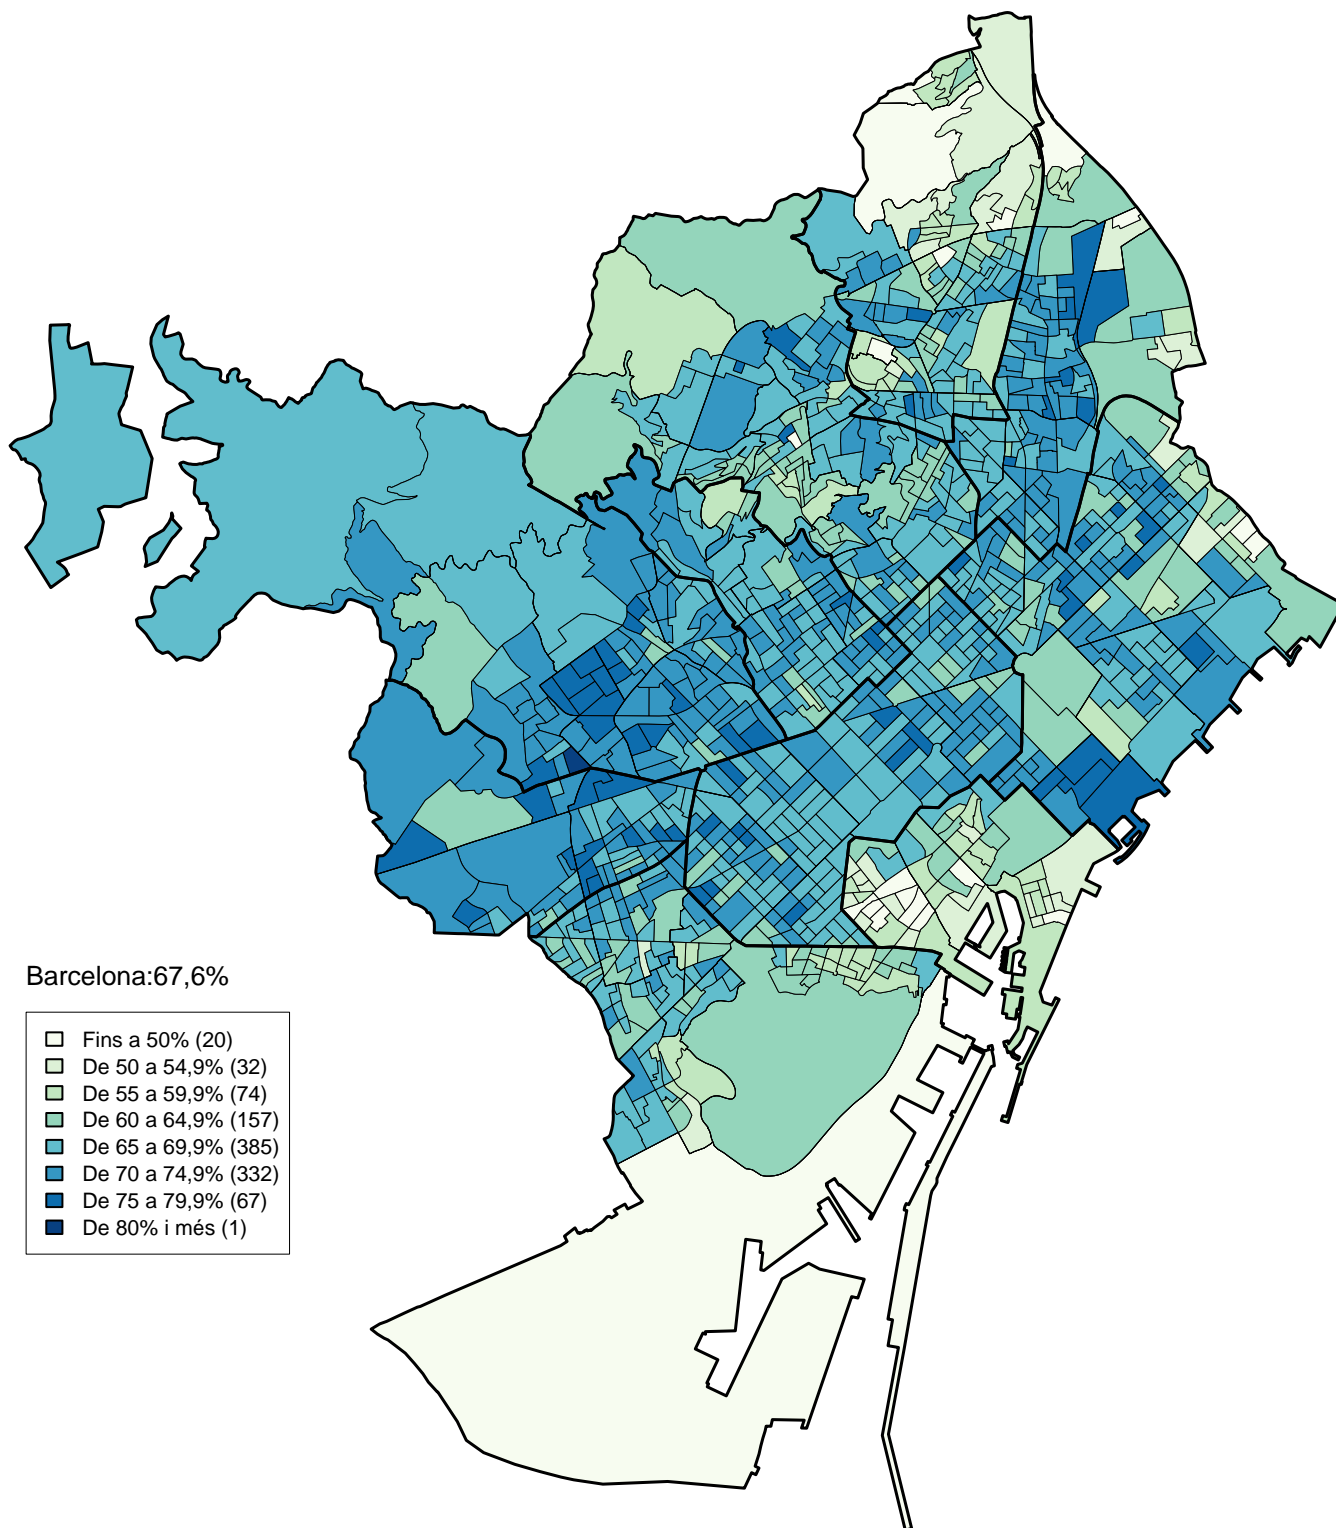 Barcelona:67,6%
Fins a 50% (20)
De 50 a 54,9% (32)
De 55 a 59,9% (74)
De 60 a 64,9% (157)
De 65 a 69,9% (385)
De 70 a 74,9% (332)
De 75 a 79,9% (67)
De 80% i més (1)